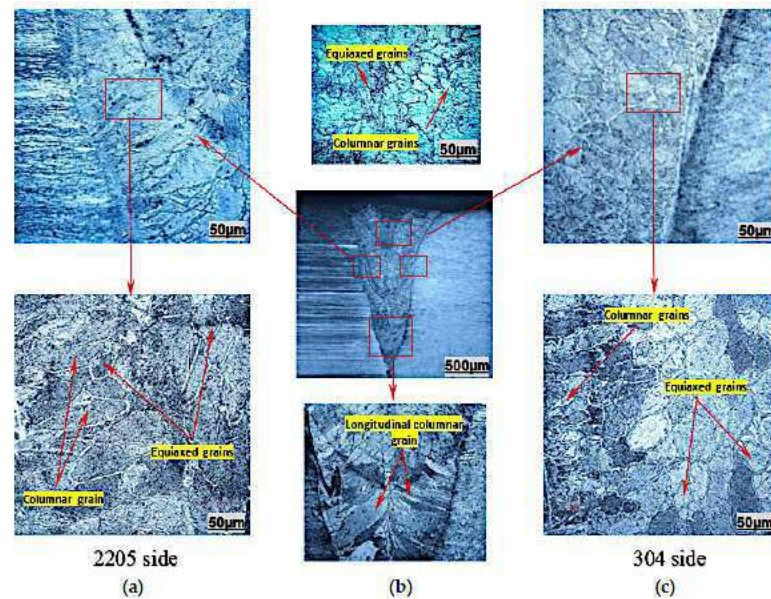 Equiaxed grains
Columnar grains
50μm
50μm
50μm
500μm
Columnar grain
Equiaxed grains
50μm
Longitudinal columnar
grain
Columnar grains
Equiaxed grains
50μm
2205 side
304 side
(a)
(b)
(c)